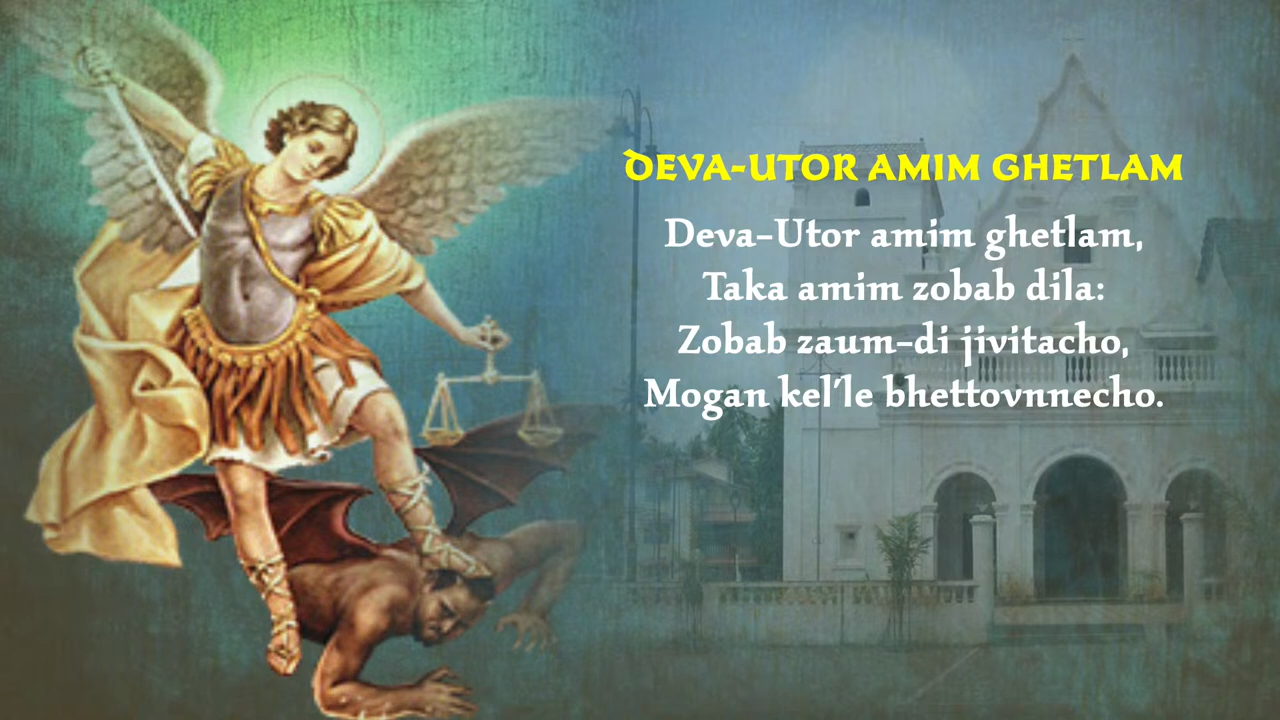 DEVA-UTOR AMIM GHETLAM
Deva-Utor amim ghetlam,
Taka amim zobab dila:
Zobab zaum-di jivitacho,
Mogan kel'le bhettovnnecho.